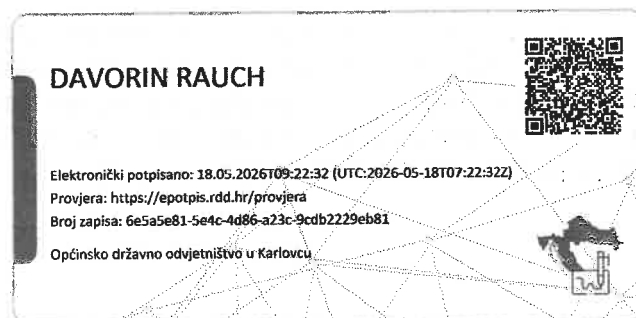 DAVORIN RAUCH
Elektronički potpisano: 18.05.2026T09:22:32 (UTC:2026-05-18T07:22:32Z)
Provjera: https://epotpis.rdd.hr/provjera
Broj zapisa: 6e5a5e81-5e4c-4d86-a23c-9cdb2229eb81
Općinsko državno odvjetništvo u Karlovcu